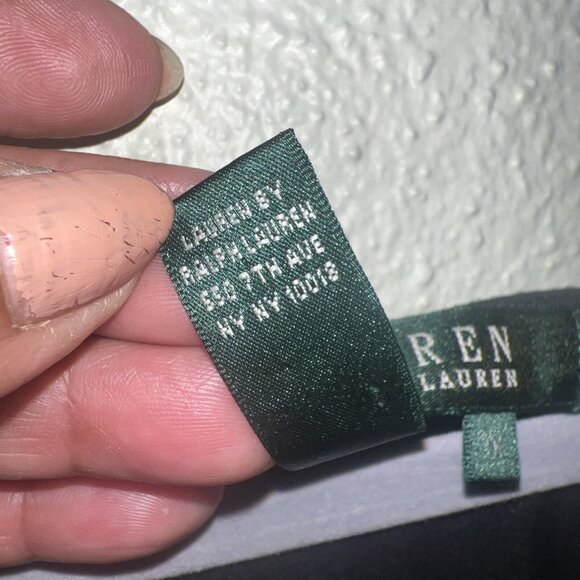 LAUREN BY
RALPH LAUREN
550 7TH AVE
NY NY 10018
REN
LAUREN